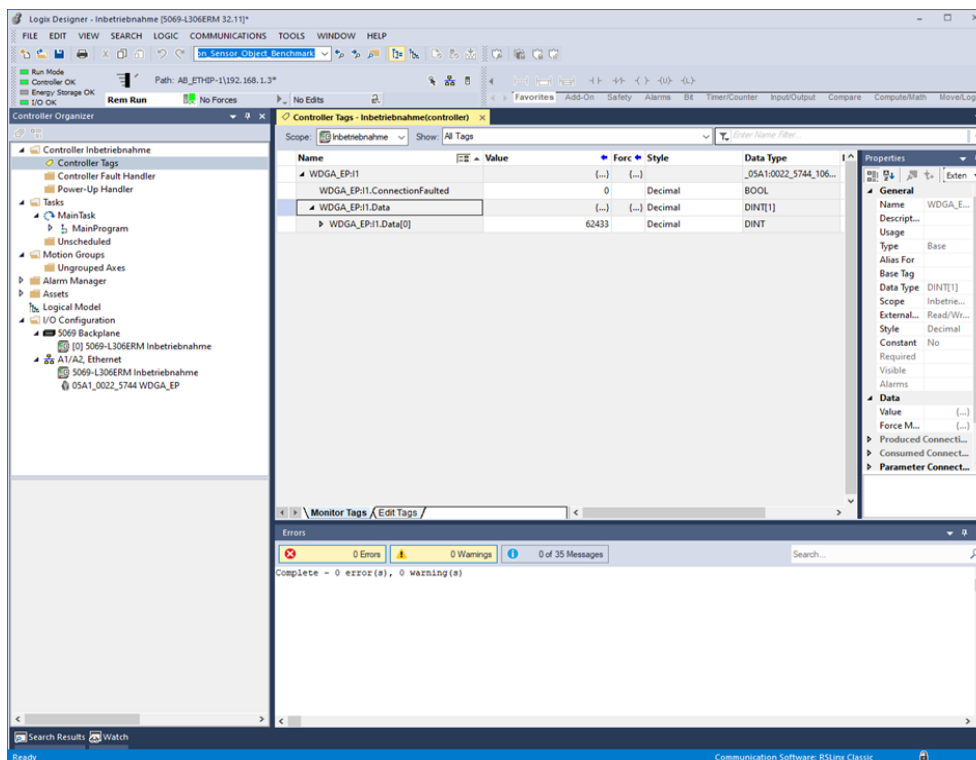 Logix Designer - Inbetriebnahme [5069-L306ERM 32.11]*
FILE EDIT VIEW SEARCH LOGIC COMMUNICATIONS TOOLS WINDOW HELP
on_Sensor_Object_Benchmark
Run Mode
Controller OK
Energy Storage OK
I/O OK
Path: AB_ETHIP-1\192.168.1.3*
Rem Run No Forces No Edits
Favorites Add-On Safety Alarms Bit Timer/Counter Input/Output Compare Compute/Math Move/Log
Controller Organizer
Controller Inbetriebnahme
Controller Tags
Controller Fault Handler
Power-Up Handler
Tasks
MainTask
MainProgram
Unscheduled
Motion Groups
Ungrouped Axes
Alarm Manager
Assets
Logical Model
I/O Configuration
5069 Backplane
[0] 5069-L306ERM Inbetriebnahme
A1/A2, Ethernet
5069-L306ERM Inbetriebnahme
05A1_0022_5744 WDGA_EP
Controller Tags - Inbetriebnahme(controller)
Scope: Inbetriebnahme Show: All Tags Enter Name Filter...
Name Value Forc Style Data Type
WDGA_EP:I1 {...} {...} _05A1:0022_5744_106...
WDGA_EP:I1.ConnectionFaulted 0 Decimal BOOL
WDGA_EP:I1.Data {...} {...} Decimal DINT[1]
WDGA_EP:I1.Data[0] 62433 Decimal DINT
Monitor Tags Edit Tags
Properties
Exten
General
Name WDGA_E...
Descript...
Usage
Type Base
Alias For
Base Tag
Data Type DINT[1]
Scope Inbetrie...
External... Read/Wr...
Style Decimal
Constant No
Required
Visible
Alarms
Data
Value {...}
Force M... {...}
Produced Connecti...
Consumed Connect...
Parameter Connect...
Errors
0 Errors 0 Warnings 0 of 35 Messages Search...
Complete - 0 error(s), 0 warning(s)
Search Results Watch
Ready Communication Software: RSLinx Classic